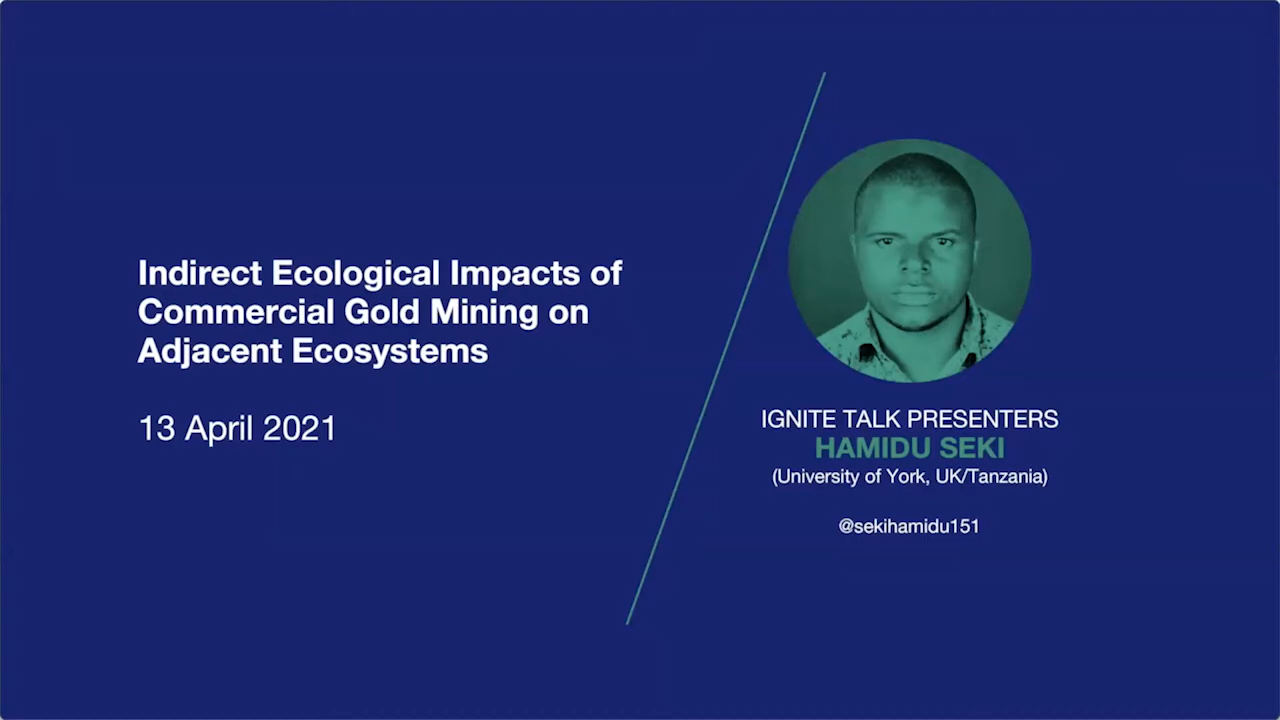 Indirect Ecological Impacts of
Commercial Gold Mining on
Adjacent Ecosystems
13 April 2021
IGNITE TALK PRESENTERS
HAMIDU SEKI
(University of York, UK/Tanzania)
@sekihamidu151